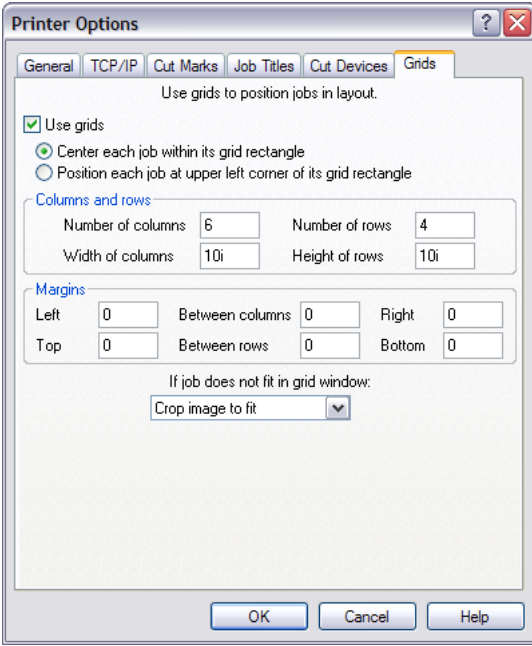 Printer Options
General TCP/IP Cut Marks Job Titles Cut Devices Grids
Use grids to position jobs in layout.
Use grids
Center each job within its grid rectangle
Position each job at upper left corner of its grid rectangle
Columns and rows
Number of columns 6 Number of rows 4
Width of columns 10i Height of rows 10i
Margins
Left 0 Between columns 0 Right 0
Top 0 Between rows 0 Bottom 0
If job does not fit in grid window:
Crop image to fit
OK Cancel Help